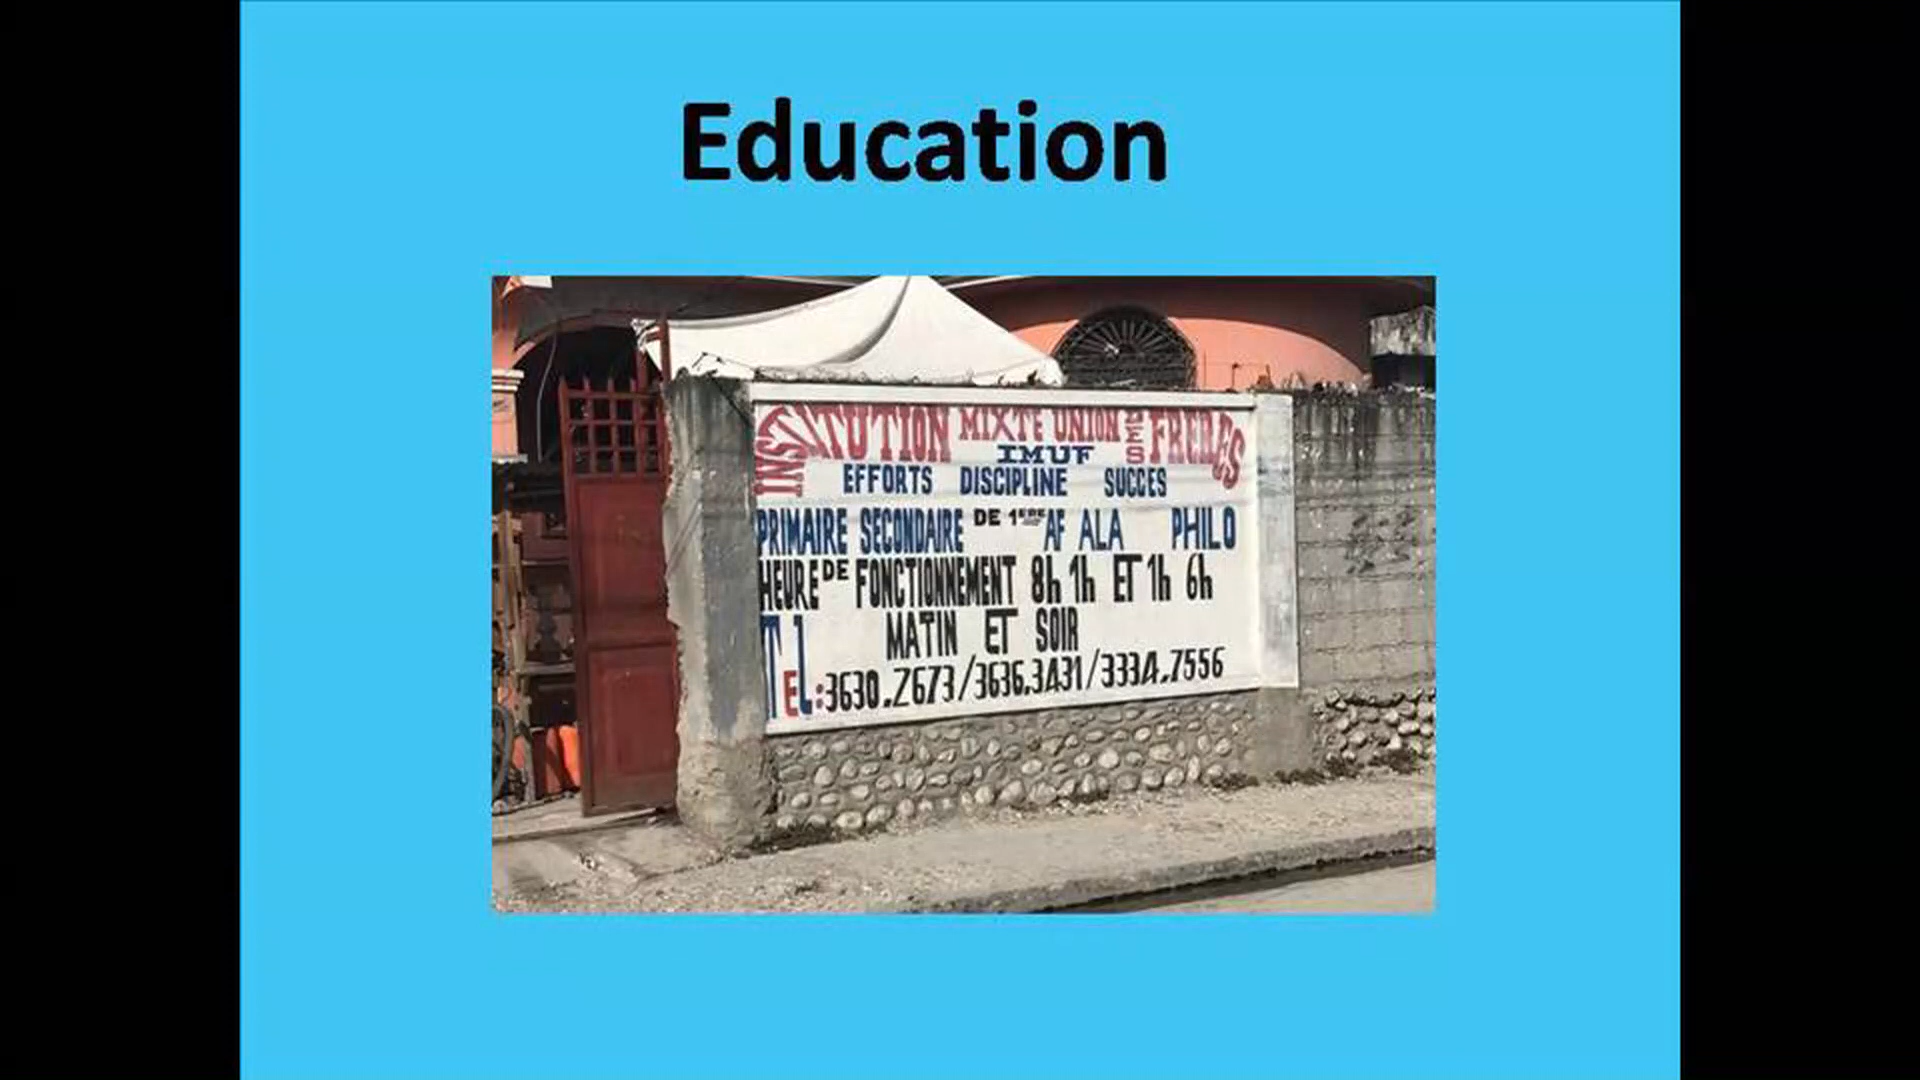 Education
INSTITUTION MIXTE UNION DES FRERES
IMUF
EFFORTS DISCIPLINE SUCCES
PRIMAIRE SECONDAIRE DE 1ERE AF ALA PHILO
HEURE DE FONCTIONNEMENT 8h 1h ET 1h 6h
MATIN ET SOIR
TEL:3630.2673/3636.3431/3334.7556